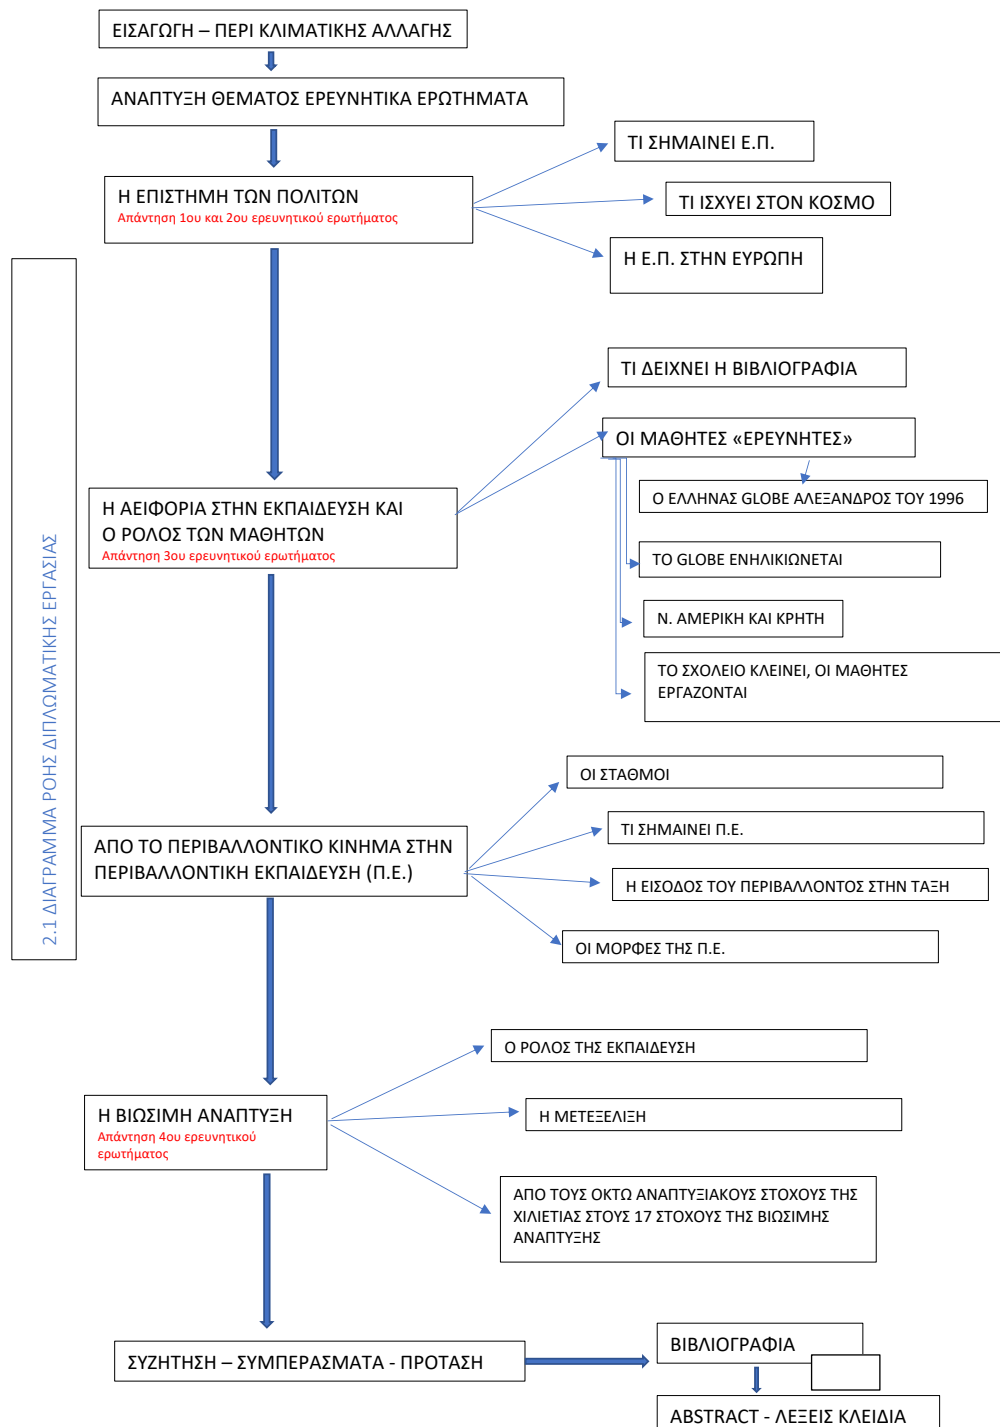 ΕΙΣΑΓΩΓΗ – ΠΕΡΙ ΚΛΙΜΑΤΙΚΗΣ ΑΛΛΑΓΗΣ
ΑΝΑΠΤΥΞΗ ΘΕΜΑΤΟΣ ΕΡΕΥΝΗΤΙΚΑ ΕΡΩΤΗΜΑΤΑ
Η ΕΠΙΣΤΗΜΗ ΤΩΝ ΠΟΛΙΤΩΝ
Απάντηση 1ου και 2ου ερευνητικού ερωτήματος
ΤΙ ΣΗΜΑΙΝΕΙ Ε.Π.
ΤΙ ΙΣΧΥΕΙ ΣΤΟΝ ΚΟΣΜΟ
Η Ε.Π. ΣΤΗΝ ΕΥΡΩΠΗ
2.1 ΔΙΑΓΡΑΜΜΑ ΡΟΗΣ ΔΙΠΛΩΜΑΤΙΚΗΣ ΕΡΓΑΣΙΑΣ
Η ΑΕΙΦΟΡΙΑ ΣΤΗΝ ΕΚΠΑΙΔΕΥΣΗ ΚΑΙ
Ο ΡΟΛΟΣ ΤΩΝ ΜΑΘΗΤΩΝ
Απάντηση 3ου ερευνητικού ερωτήματος
ΤΙ ΔΕΙΧΝΕΙ Η ΒΙΒΛΙΟΓΡΑΦΙΑ
ΟΙ ΜΑΘΗΤΕΣ «ΕΡΕΥΝΗΤΕΣ»
Ο ΕΛΛΗΝΑΣ GLOBE ΑΛΕΞΑΝΔΡΟΣ ΤΟΥ 1996
ΤΟ GLOBE ΕΝΗΛΙΚΙΩΝΕΤΑΙ
Ν. ΑΜΕΡΙΚΗ ΚΑΙ ΚΡΗΤΗ
ΤΟ ΣΧΟΛΕΙΟ ΚΛΕΙΝΕΙ, ΟΙ ΜΑΘΗΤΕΣ
ΕΡΓΑΖΟΝΤΑΙ
ΑΠΟ ΤΟ ΠΕΡΙΒΑΛΛΟΝΤΙΚΟ ΚΙΝΗΜΑ ΣΤΗΝ
ΠΕΡΙΒΑΛΛΟΝΤΙΚΗ ΕΚΠΑΙΔΕΥΣΗ (Π.Ε.)
ΟΙ ΣΤΑΘΜΟΙ
ΤΙ ΣΗΜΑΙΝΕΙ Π.Ε.
Η ΕΙΣΟΔΟΣ ΤΟΥ ΠΕΡΙΒΑΛΛΟΝΤΟΣ ΣΤΗΝ ΤΑΞΗ
ΟΙ ΜΟΡΦΕΣ ΤΗΣ Π.Ε.
Η ΒΙΩΣΙΜΗ ΑΝΑΠΤΥΞΗ
Απάντηση 4ου ερευνητικού
ερωτήματος
Ο ΡΟΛΟΣ ΤΗΣ ΕΚΠΑΙΔΕΥΣΗ
Η ΜΕΤΕΞΕΛΙΞΗ
ΑΠΟ ΤΟΥΣ ΟΚΤΩ ΑΝΑΠΤΥΞΙΑΚΟΥΣ ΣΤΟΧΟΥΣ ΤΗΣ
ΧΙΛΙΕΤΙΑΣ ΣΤΟΥΣ 17 ΣΤΟΧΟΥΣ ΤΗΣ ΒΙΩΣΙΜΗΣ
ΑΝΑΠΤΥΞΗΣ
ΣΥΖΗΤΗΣΗ – ΣΥΜΠΕΡΑΣΜΑΤΑ - ΠΡΟΤΑΣΗ
ΒΙΒΛΙΟΓΡΑΦΙΑ
ABSTRACT - ΛΕΞΕΙΣ ΚΛΕΙΔΙΑ